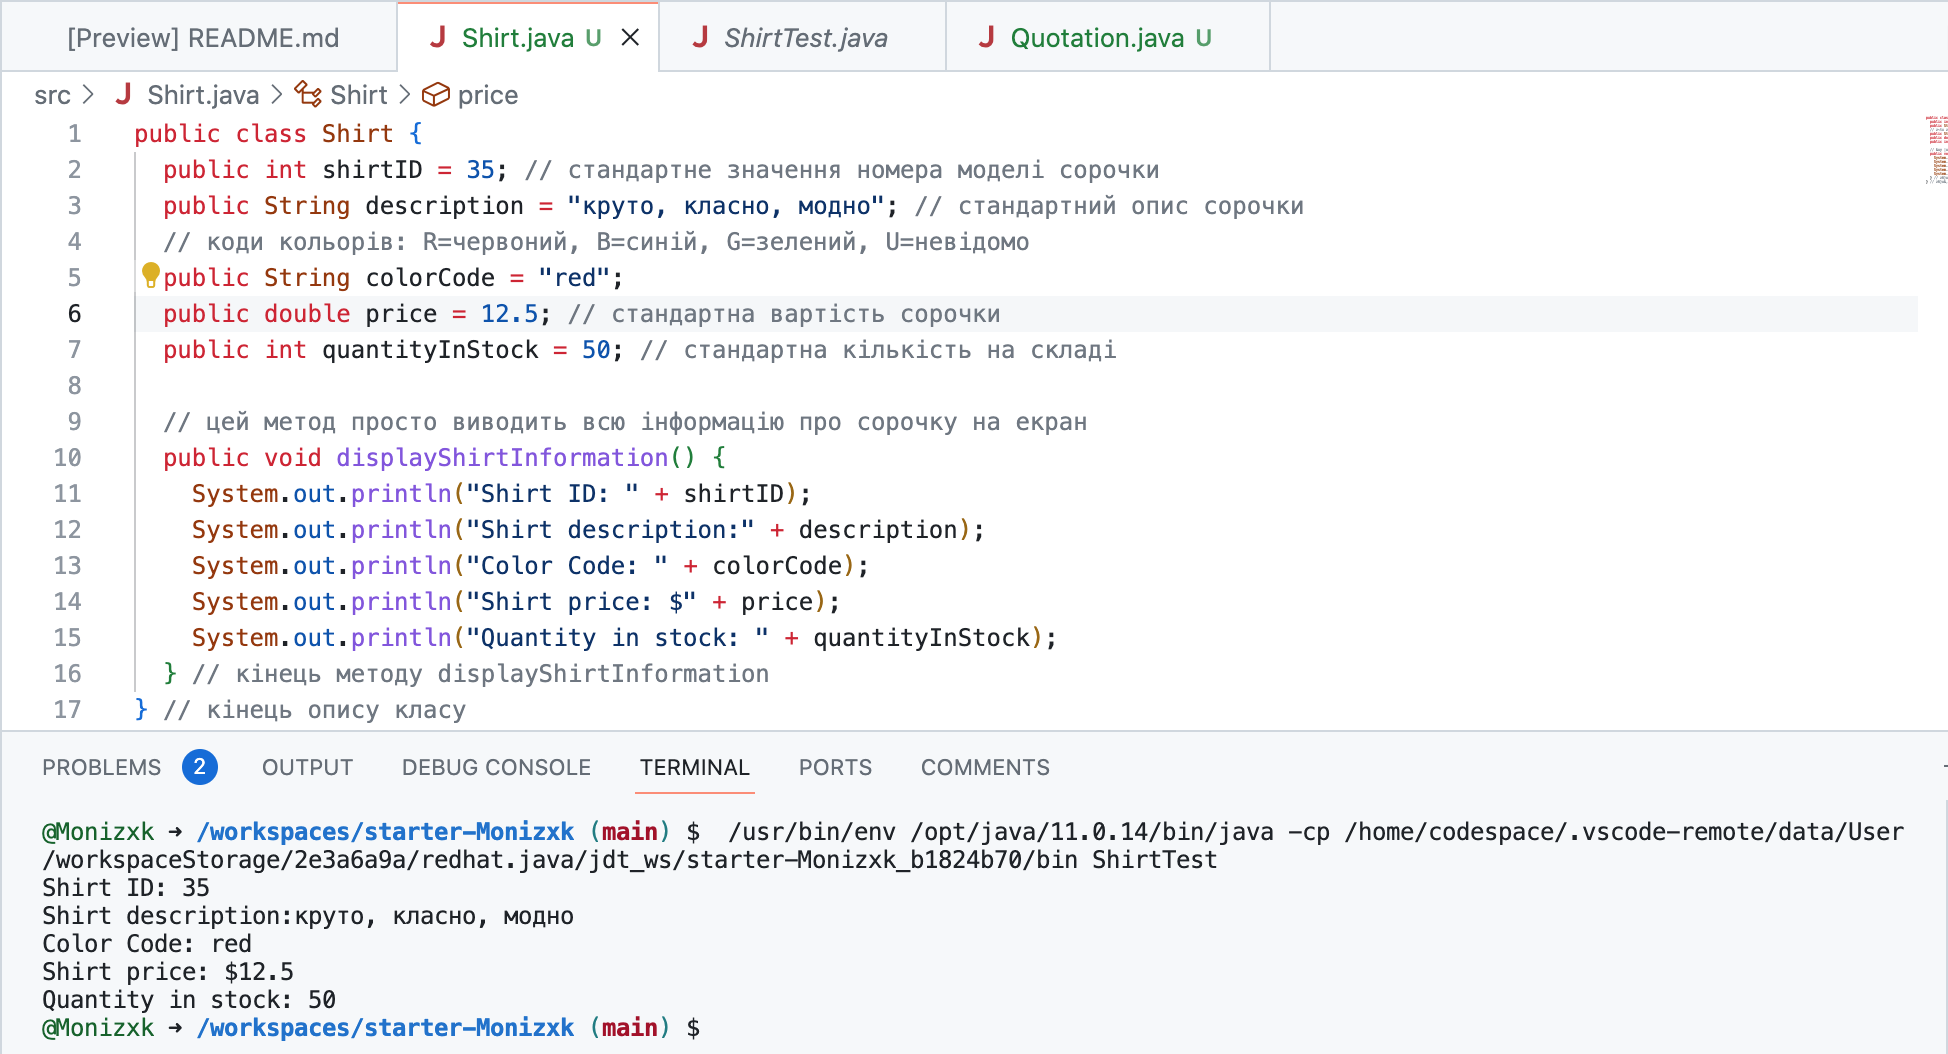 [Preview] README.md
Shirt.java U
ShirtTest.java
Quotation.java U
src > Shirt.java > Shirt > price
1 public class Shirt {
2 public int shirtID = 35; // стандартне значення номера моделі сорочки
3 public String description = "круто, класно, модно"; // стандартний опис сорочки
4 // коди кольорів: R=червоний, B=синій, G=зелений, U=невідомо
5 public String colorCode = "red";
6 public double price = 12.5; // стандартна вартість сорочки
7 public int quantityInStock = 50; // стандартна кількість на складі
8
9 // цей метод просто виводить всю інформацію про сорочку на екран
10 public void displayShirtInformation() {
11 System.out.println("Shirt ID: " + shirtID);
12 System.out.println("Shirt description:" + description);
13 System.out.println("Color Code: " + colorCode);
14 System.out.println("Shirt price: $" + price);
15 System.out.println("Quantity in stock: " + quantityInStock);
16 } // кінець методу displayShirtInformation
17 } // кінець опису класу
PROBLEMS 2 OUTPUT DEBUG CONSOLE TERMINAL PORTS COMMENTS
@Monizxk ➜ /workspaces/starter-Monizxk (main) $ /usr/bin/env /opt/java/11.0.14/bin/java -cp /home/codespace/.vscode-remote/data/User
/workspaceStorage/2e3a6a9a/redhat.java/jdt_ws/starter-Monizxk_b1824b70/bin ShirtTest
Shirt ID: 35
Shirt description:круто, класно, модно
Color Code: red
Shirt price: $12.5
Quantity in stock: 50
@Monizxk ➜ /workspaces/starter-Monizxk (main) $